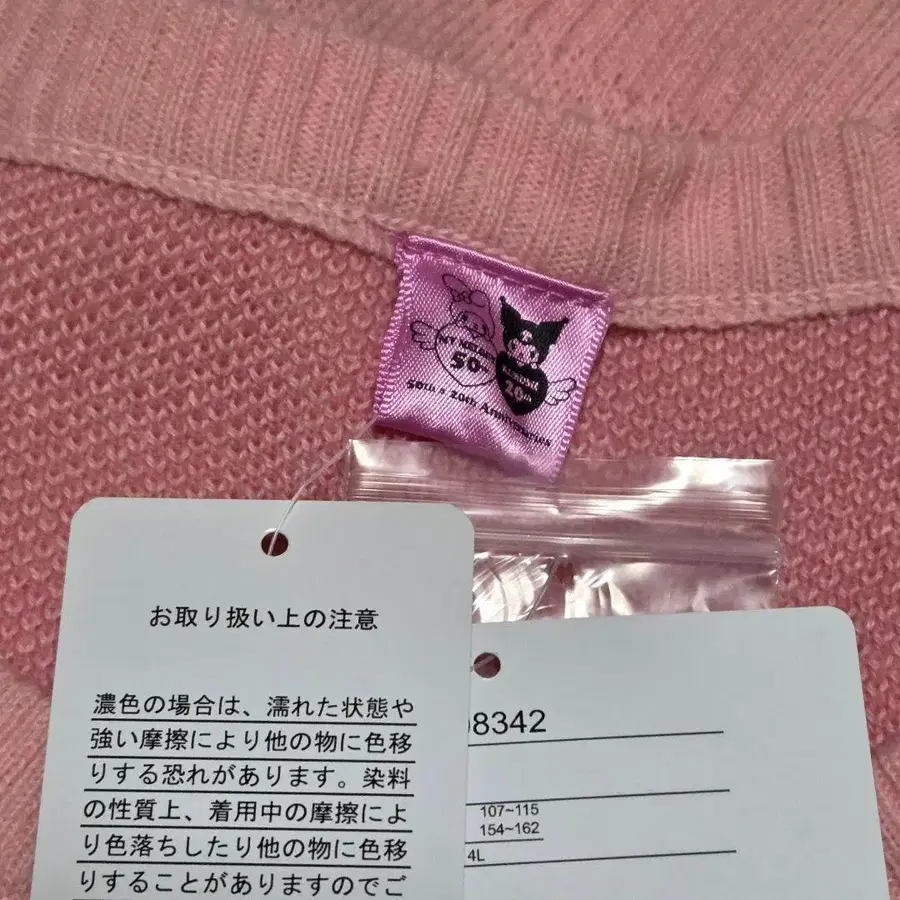 MY MELODY
50th
KUROMI
20th
50th & 20th Anniversaries
お取り扱い上の注意
濃色の場合は、濡れた状態や
強い摩擦により他の物に色移
りする恐れがあります。染料
の性質上、着用中の摩擦によ
り色落ちしたり他の物に色移
りすることがありますのでご
8342
107~115
154~162
4L